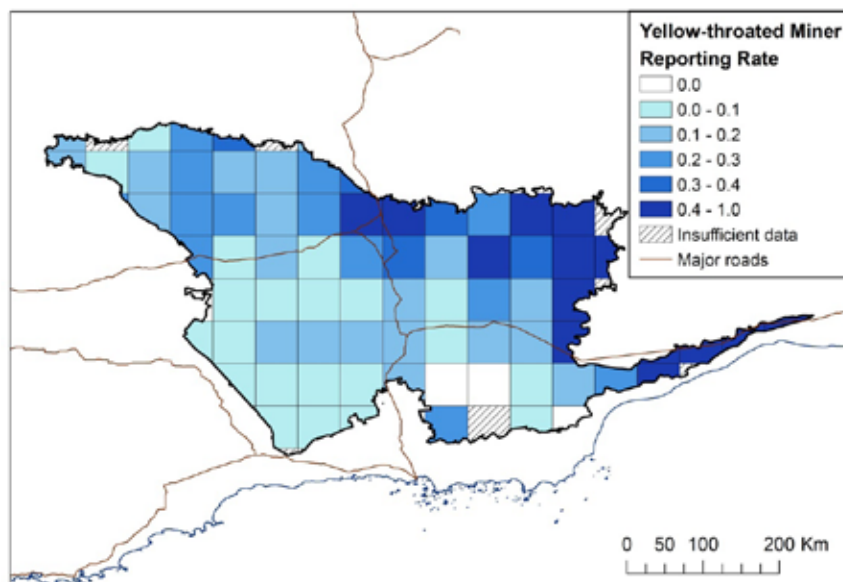 Yellow-throated Miner
Reporting Rate
0.0
0.0 - 0.1
0.1 - 0.2
0.2 - 0.3
0.3 - 0.4
0.4 - 1.0
Insufficient data
Major roads
0 50 100 200 Km